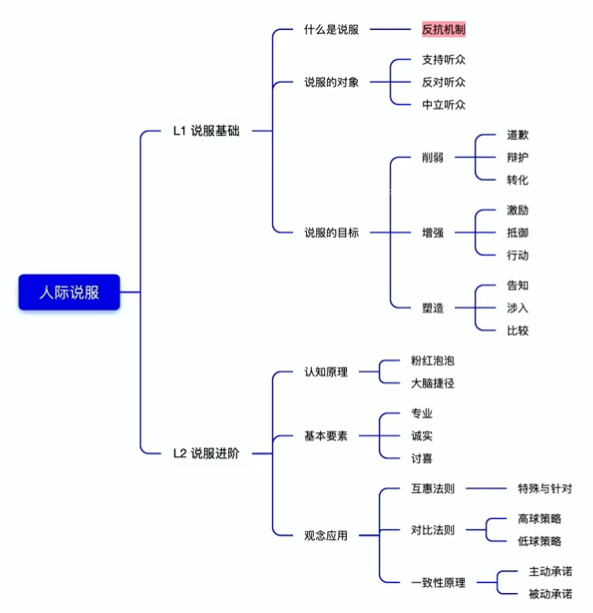 人际说服
L1 说服基础
什么是说服
反抗机制
说服的对象
支持听众
反对听众
中立听众
说服的目标
削弱
道歉
辩护
转化
增强
激励
抵御
行动
塑造
告知
涉入
比较
L2 说服进阶
认知原理
粉红泡泡
大脑捷径
基本要素
专业
诚实
讨喜
观念应用
互惠法则
特殊与针对
对比法则
高球策略
低球策略
一致性原理
主动承诺
被动承诺